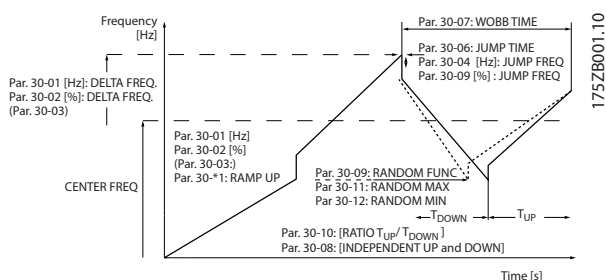 Frequency
[Hz]
Par. 30-07: WOBB TIME
Par. 30-06: JUMP TIME
Par. 30-04 [Hz]: JUMP FREQ
Par. 30-09 [%] : JUMP FREQ
175ZB001.10
Par. 30-01 [Hz]: DELTA FREQ.
Par. 30-02 [%]: DELTA FREQ.
(Par. 30-03)
Par. 30-01 [Hz]
Par. 30-02 [%]
(Par. 30-03:)
Par. 30-*1: RAMP UP
CENTER FREQ
Par. 30-09: RANDOM FUNC
Par 30-11: RANDOM MAX
Par 30-12: RANDOM MIN
TDOWN
TUP
Par. 30-10: [RATIO TUP/ TDOWN ]
Par. 30-08: [INDEPENDENT UP and DOWN]
Time [s]